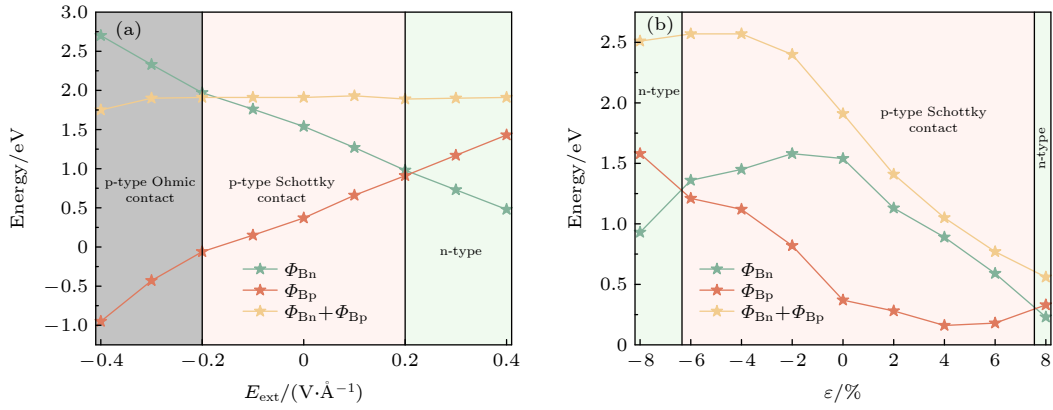 (a)
Energy/eV
3.0
2.5
2.0
1.5
1.0
0.5
0
−0.5
−1.0
p-type Ohmic
contact
p-type Schottky
contact
n-type
Φ_Bn
Φ_Bp
Φ_Bn+Φ_Bp
−0.4
−0.2
0
0.2
0.4
E_ext/(V·Å⁻¹)
(b)
Energy/eV
2.5
2.0
1.5
1.0
0.5
0
n-type
p-type Schottky
contact
n-type
Φ_Bn
Φ_Bp
Φ_Bn+Φ_Bp
−8
−6
−4
−2
0
2
4
6
8
ε/%